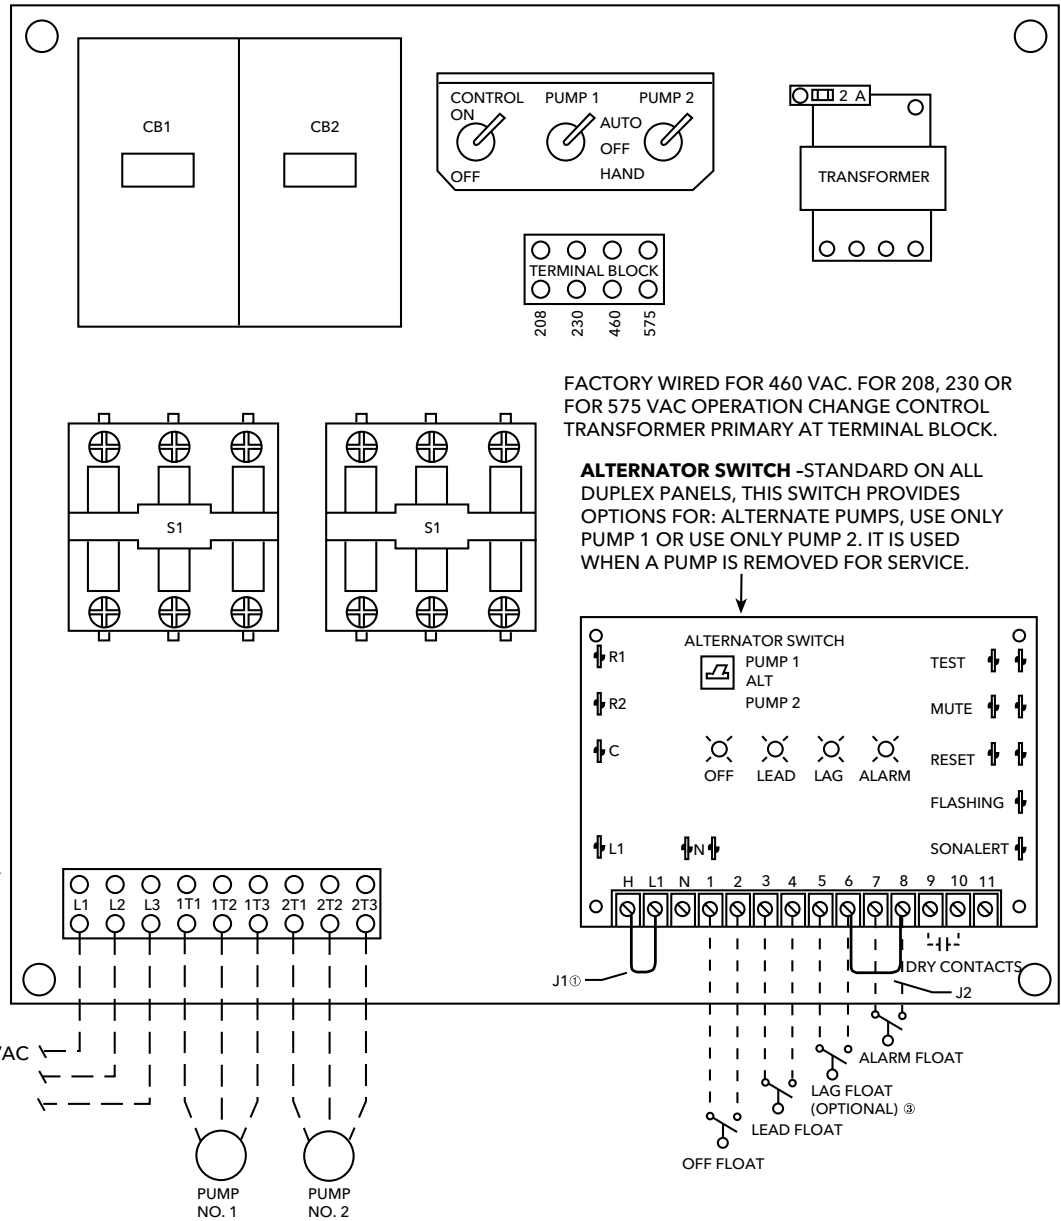 CB1
CB2
CONTROL
ON
OFF
PUMP 1
PUMP 2
AUTO
OFF
HAND
2 A
TRANSFORMER
TERMINAL BLOCK
208
230
460
575
FACTORY WIRED FOR 460 VAC. FOR 208, 230 OR
FOR 575 VAC OPERATION CHANGE CONTROL
TRANSFORMER PRIMARY AT TERMINAL BLOCK.
ALTERNATOR SWITCH –STANDARD ON ALL
DUPLEX PANELS, THIS SWITCH PROVIDES
OPTIONS FOR: ALTERNATE PUMPS, USE ONLY
PUMP 1 OR USE ONLY PUMP 2. IT IS USED
WHEN A PUMP IS REMOVED FOR SERVICE.
S1
S1
ALTERNATOR SWITCH
PUMP 1
ALT
PUMP 2
R1
R2
C
L1
N
OFF
LEAD
LAG
ALARM
TEST
MUTE
RESET
FLASHING
SONALERT
H L1 N 1 2 3 4 5 6 7 8 9 10 11
L1 L2 L3 1T1 1T2 1T3 2T1 2T2 2T3
DRY CONTACTS
J1①
J2
VAC
ALARM FLOAT
LAG FLOAT
(OPTIONAL) ③
LEAD FLOAT
OFF FLOAT
PUMP
NO. 1
PUMP
NO. 2